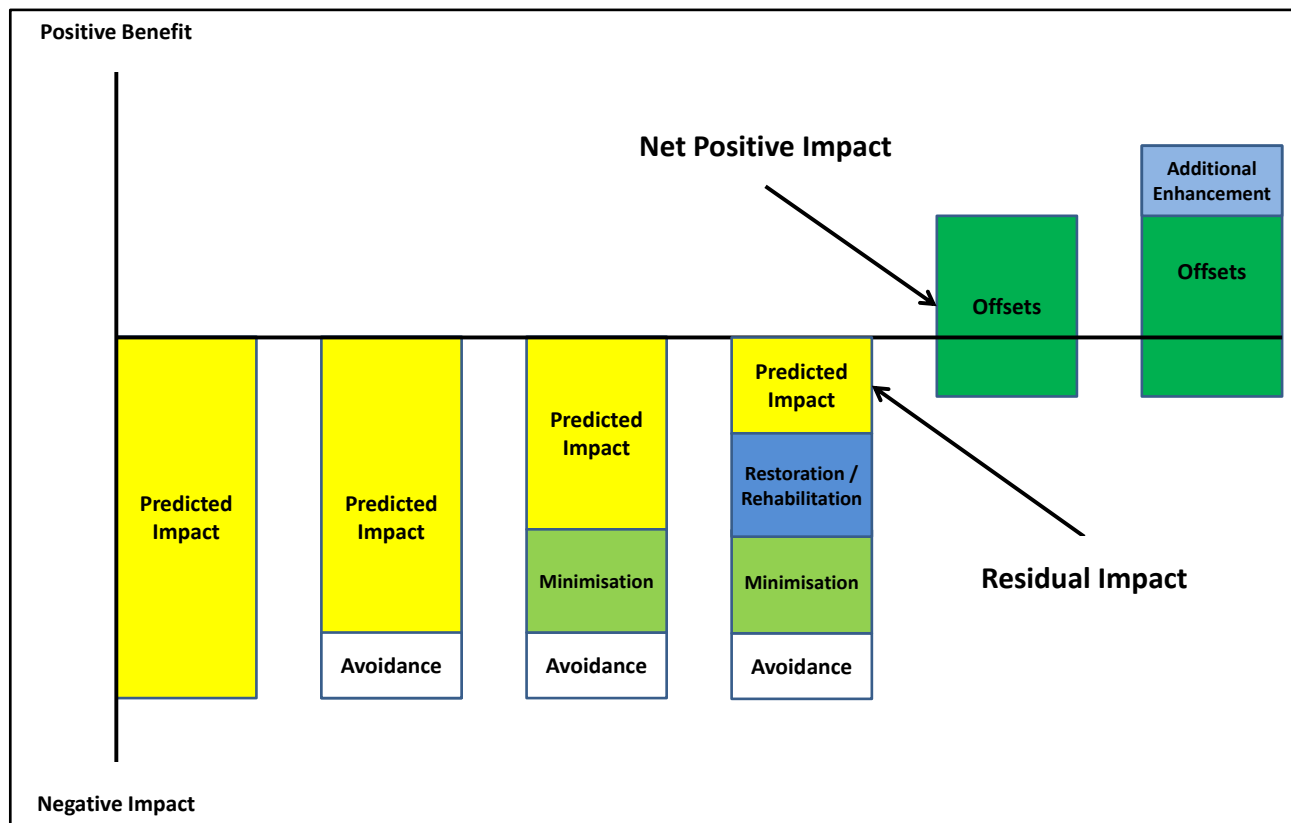 Positive Benefit
Net Positive Impact
Additional
Enhancement
Offsets
Offsets
Predicted
Impact
Predicted
Impact
Predicted
Impact
Predicted
Impact
Restoration /
Rehabilitation
Minimisation
Minimisation
Residual Impact
Avoidance
Avoidance
Avoidance
Negative Impact